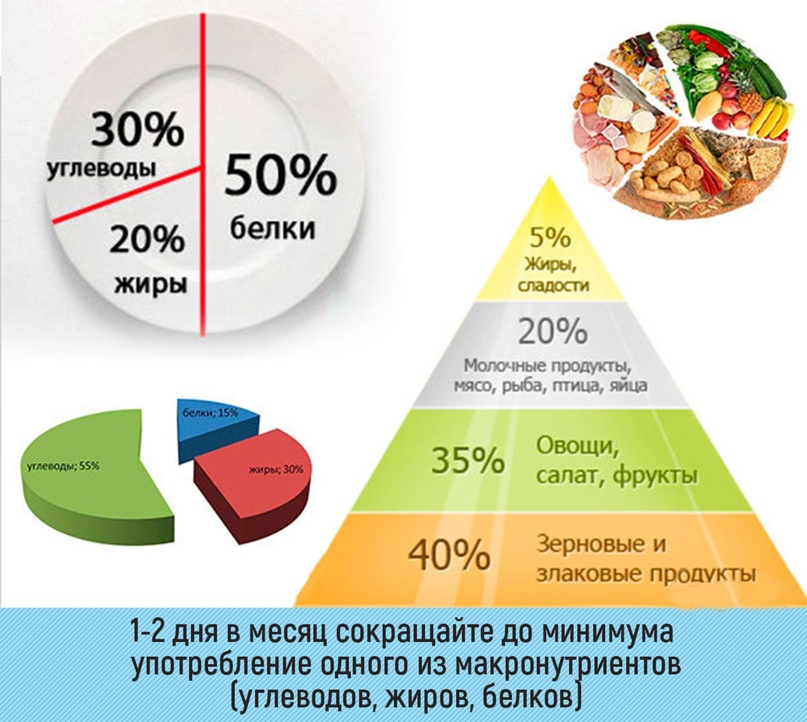 30%
углеводы
50%
белки
20%
жиры
5%
Жиры,
сладости
20%
Молочные продукты,
мясо, рыба, птица, яйца
белки; 15%
углеводы; 55%
жиры; 30%
35%
Овощи,
салат, фрукты
40%
Зерновые и
злаковые продукты
1-2 дня в месяц сокращайте до минимума
употребление одного из макронутриентов
(углеводов, жиров, белков)